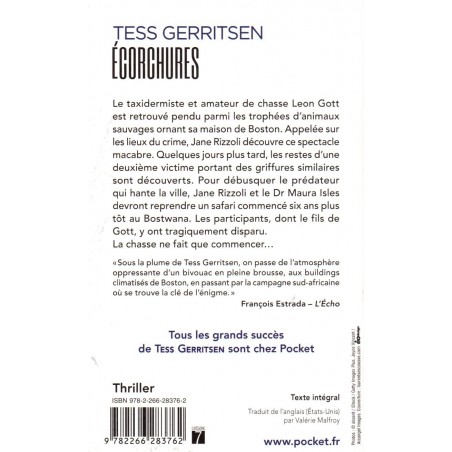 TESS GERRITSEN
ÉCORCHURES
Le taxidermiste et amateur de chasse Leon Gott
est retrouvé pendu parmi les trophées d'animaux
sauvages ornant sa maison de Boston. Appelée sur
les lieux du crime, Jane Rizzoli découvre ce spectacle
macabre. Quelques jours plus tard, les restes d'une
deuxième victime portant des griffures similaires
sont découverts. Pour débusquer le prédateur qui
hante la ville, Jane Rizzoli et le Dr Maura Isles
devront reprendre un safari commencé six ans plus
tôt au Bostwana. Les participants, dont le fils de
Gott, y ont tragiquement disparu.
La chasse ne fait que commencer…
« Sous la plume de Tess Gerritsen, on passe de l'atmosphère
oppressante d'un bivouac en pleine brousse, aux buildings
climatisés de Boston, en passant par la campagne sud-africaine
où se trouve la clé de l'énigme. »
François Estrada – L'Écho
Tous les grands succès
de TESS GERRITSEN sont chez Pocket
Thriller
ISBN 978-2-266-28376-2
9 782266 283762
7
Texte intégral
Traduit de l'anglais (États-Unis)
par Valérie Malfroy
www.pocket.fr